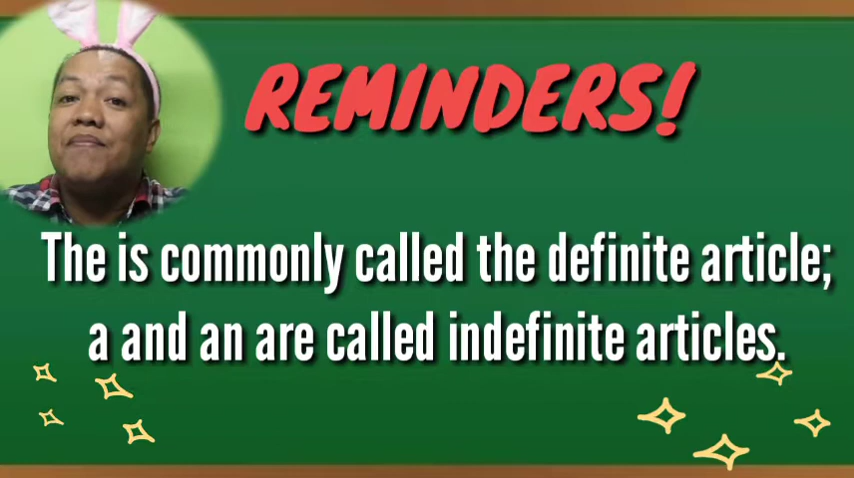 REMINDERS!
The is commonly called the definite article;
a and an are called indefinite articles.